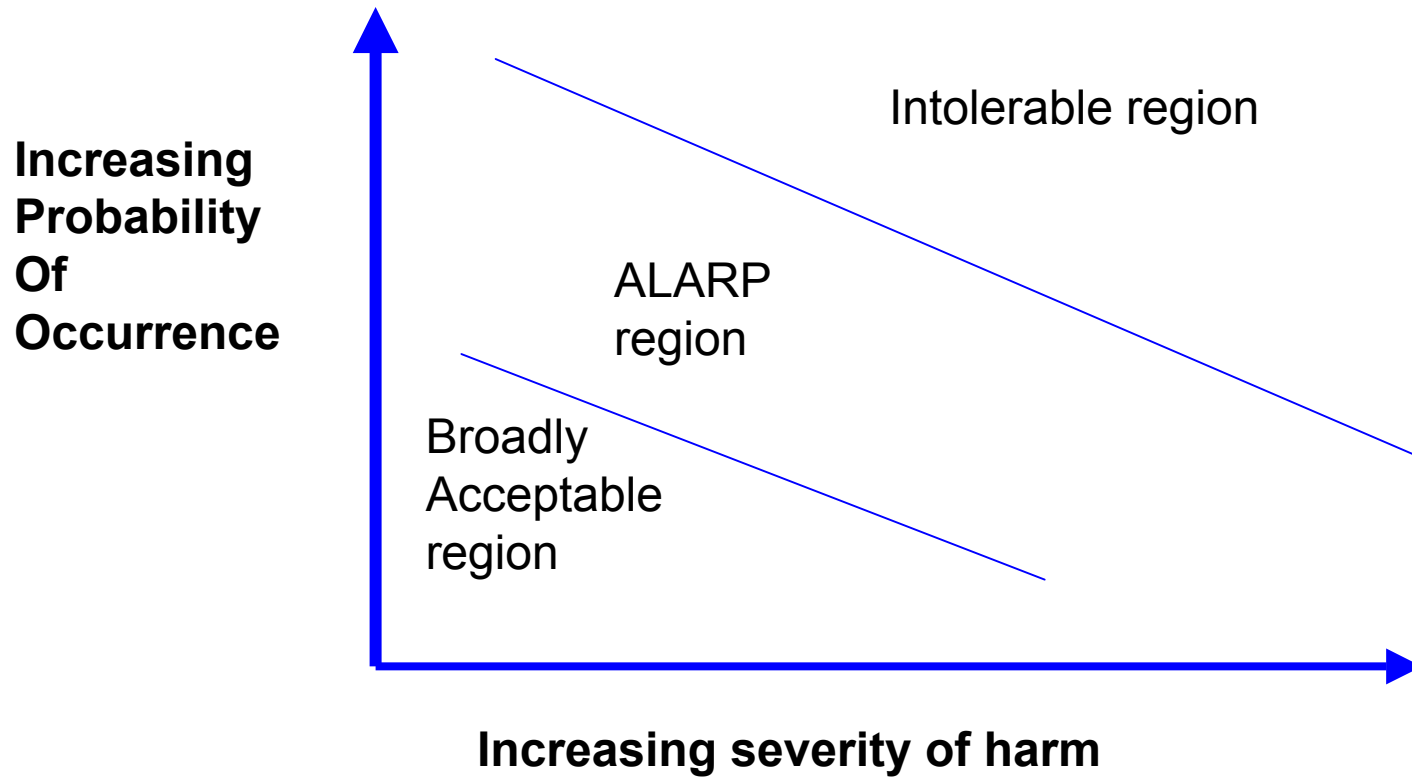 Increasing
Probability
Of
Occurrence
Intolerable region
ALARP
region
Broadly
Acceptable
region
Increasing severity of harm